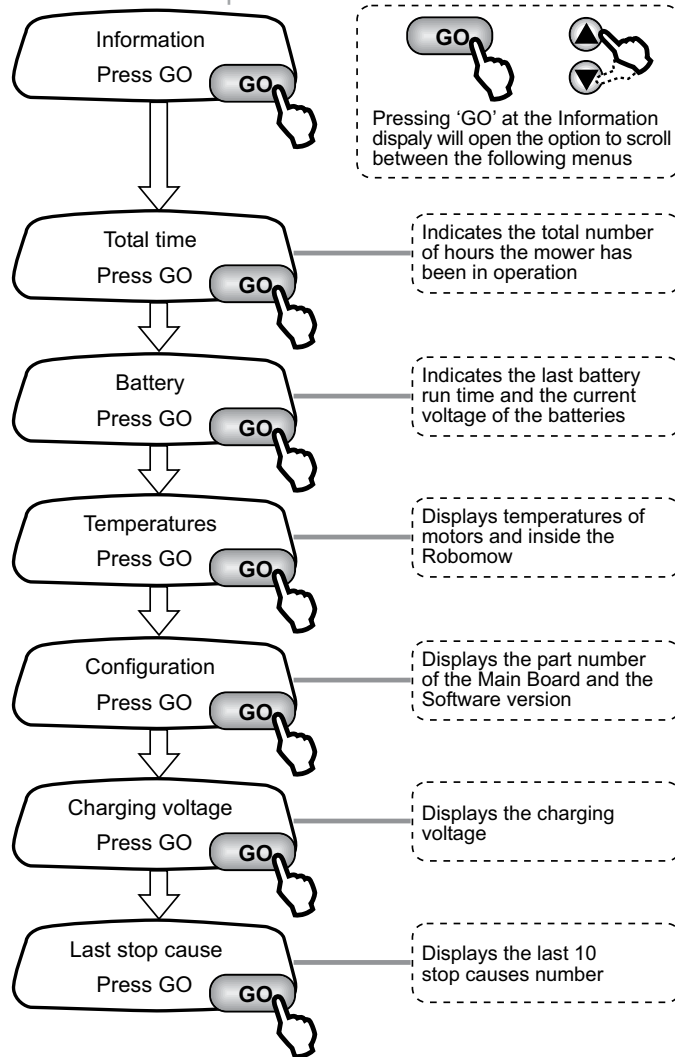 Information
Press GO
GO
GO
Pressing ‘GO’ at the Information
dispaly will open the option to scroll
between the following menus
Total time
Press GO
GO
Indicates the total number
of hours the mower has
been in operation
Battery
Press GO
GO
Indicates the last battery
run time and the current
voltage of the batteries
Temperatures
Press GO
GO
Displays temperatures of
motors and inside the
Robomow
Configuration
Press GO
GO
Displays the part number
of the Main Board and the
Software version
Charging voltage
Press GO
GO
Displays the charging
voltage
Last stop cause
Press GO
GO
Displays the last 10
stop causes number